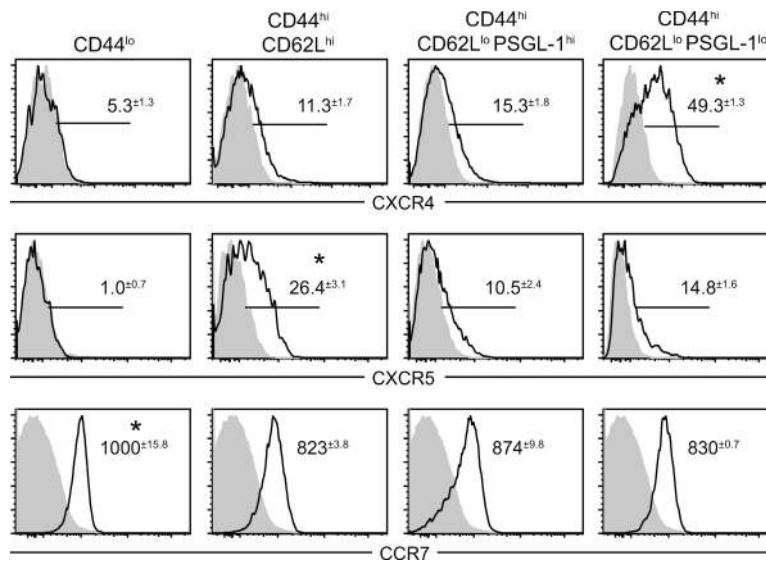 CD44lo
CD44hi
CD62Lhi
CD44hi
CD62Llo PSGL-1hi
CD44hi
CD62Llo PSGL-1lo
5.3±1.3
11.3±1.7
15.3±1.8
*
49.3±1.3
CXCR4
1.0±0.7
*
26.4±3.1
10.5±2.4
14.8±1.6
CXCR5
*
1000±15.8
823±3.8
874±9.8
830±0.7
CCR7